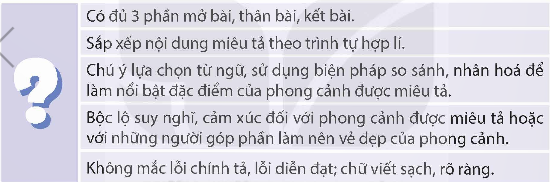 Có đủ 3 phần mở bài, thân bài, kết bài.
Sắp xếp nội dung miêu tả theo trình tự hợp lí.
Chú ý lựa chọn từ ngữ, sử dụng biện pháp so sánh, nhân hoá để
làm nổi bật đặc điểm của phong cảnh được miêu tả.
Bộc lộ suy nghĩ, cảm xúc đối với phong cảnh được miêu tả hoặc
với những người góp phần làm nên vẻ đẹp của phong cảnh.
Không mắc lỗi chính tả, lỗi diễn đạt; chữ viết sạch, rõ ràng.